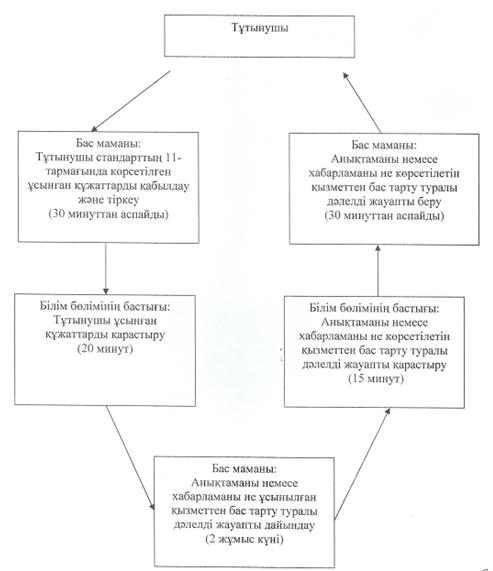 Тұтынушы
Бас маманы:
Тұтынушы стандарттың 11-
тармағында көрсетілген
ұсынған құжаттарды қабылдау
және тіркеу
(30 минуттан аспайды)
Білім бөлімінің бастығы:
Тұтынушы ұсынған
құжаттарды қарастыру
(20 минут)
Бас маманы:
Анықтаманы немесе
хабарламаны не ұсынылған
қызметтен бас тарту туралы
дәлелді жауапты дайындау
(2 жұмыс күні)
Білім бөлімінің бастығы:
Анықтаманы немесе
хабарламаны не көрсетілетін
қызметтен бас тарту туралы
дәлелді жауапты қарастыру
(15 минут)
Бас маманы:
Анықтаманы немесе
хабарламаны не көрсетілетін
қызметтен бас тарту туралы
дәлелді жауапты беру
(30 минуттан аспайды)